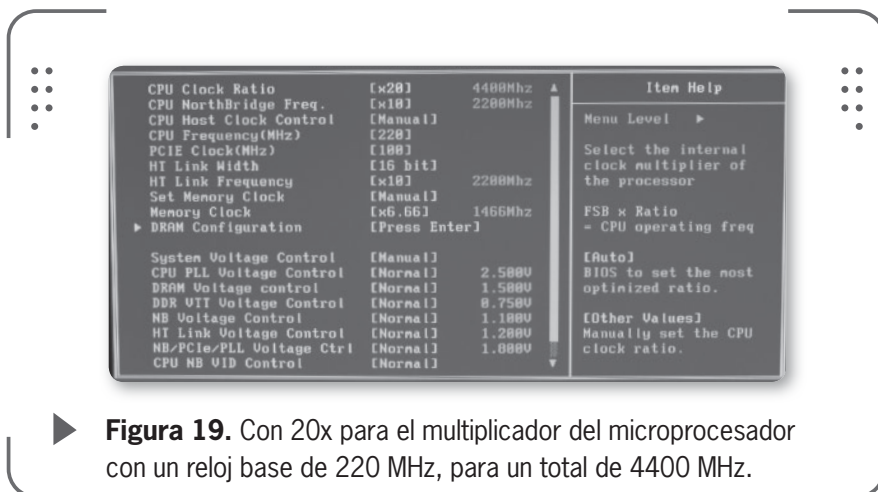 CPU Clock Ratio [x20] 4400Mhz
CPU NorthBridge Freq. [x10] 2200Mhz
CPU Host Clock Control [Manual]
CPU Frequency(MHz) [220]
PCIE Clock(MHz) [100]
HT Link Width [16 bit]
HT Link Frequency [x10] 2200Mhz
Set Memory Clock [Manual]
Memory Clock [x6.66] 1466Mhz
DRAM Configuration [Press Enter]
System Voltage Control [Manual]
CPU PLL Voltage Control [Normal] 2.500V
DRAM Voltage control [Normal] 1.500V
DDR VTT Voltage Control [Normal] 0.750V
NB Voltage Control [Normal] 1.100V
HT Link Voltage Control [Normal] 1.200V
NB/PCIe/PLL Voltage Ctrl [Normal] 1.800V
CPU NB VID Control [Normal]
Item Help
Menu Level
Select the internal
clock multiplier of
the processor
FSB x Ratio
= CPU operating freq
[Auto]
BIOS to set the most
optimized ratio.
[Other Values]
Manually set the CPU
clock ratio.
Figura 19. Con 20x para el multiplicador del microprocesador
con un reloj base de 220 MHz, para un total de 4400 MHz.